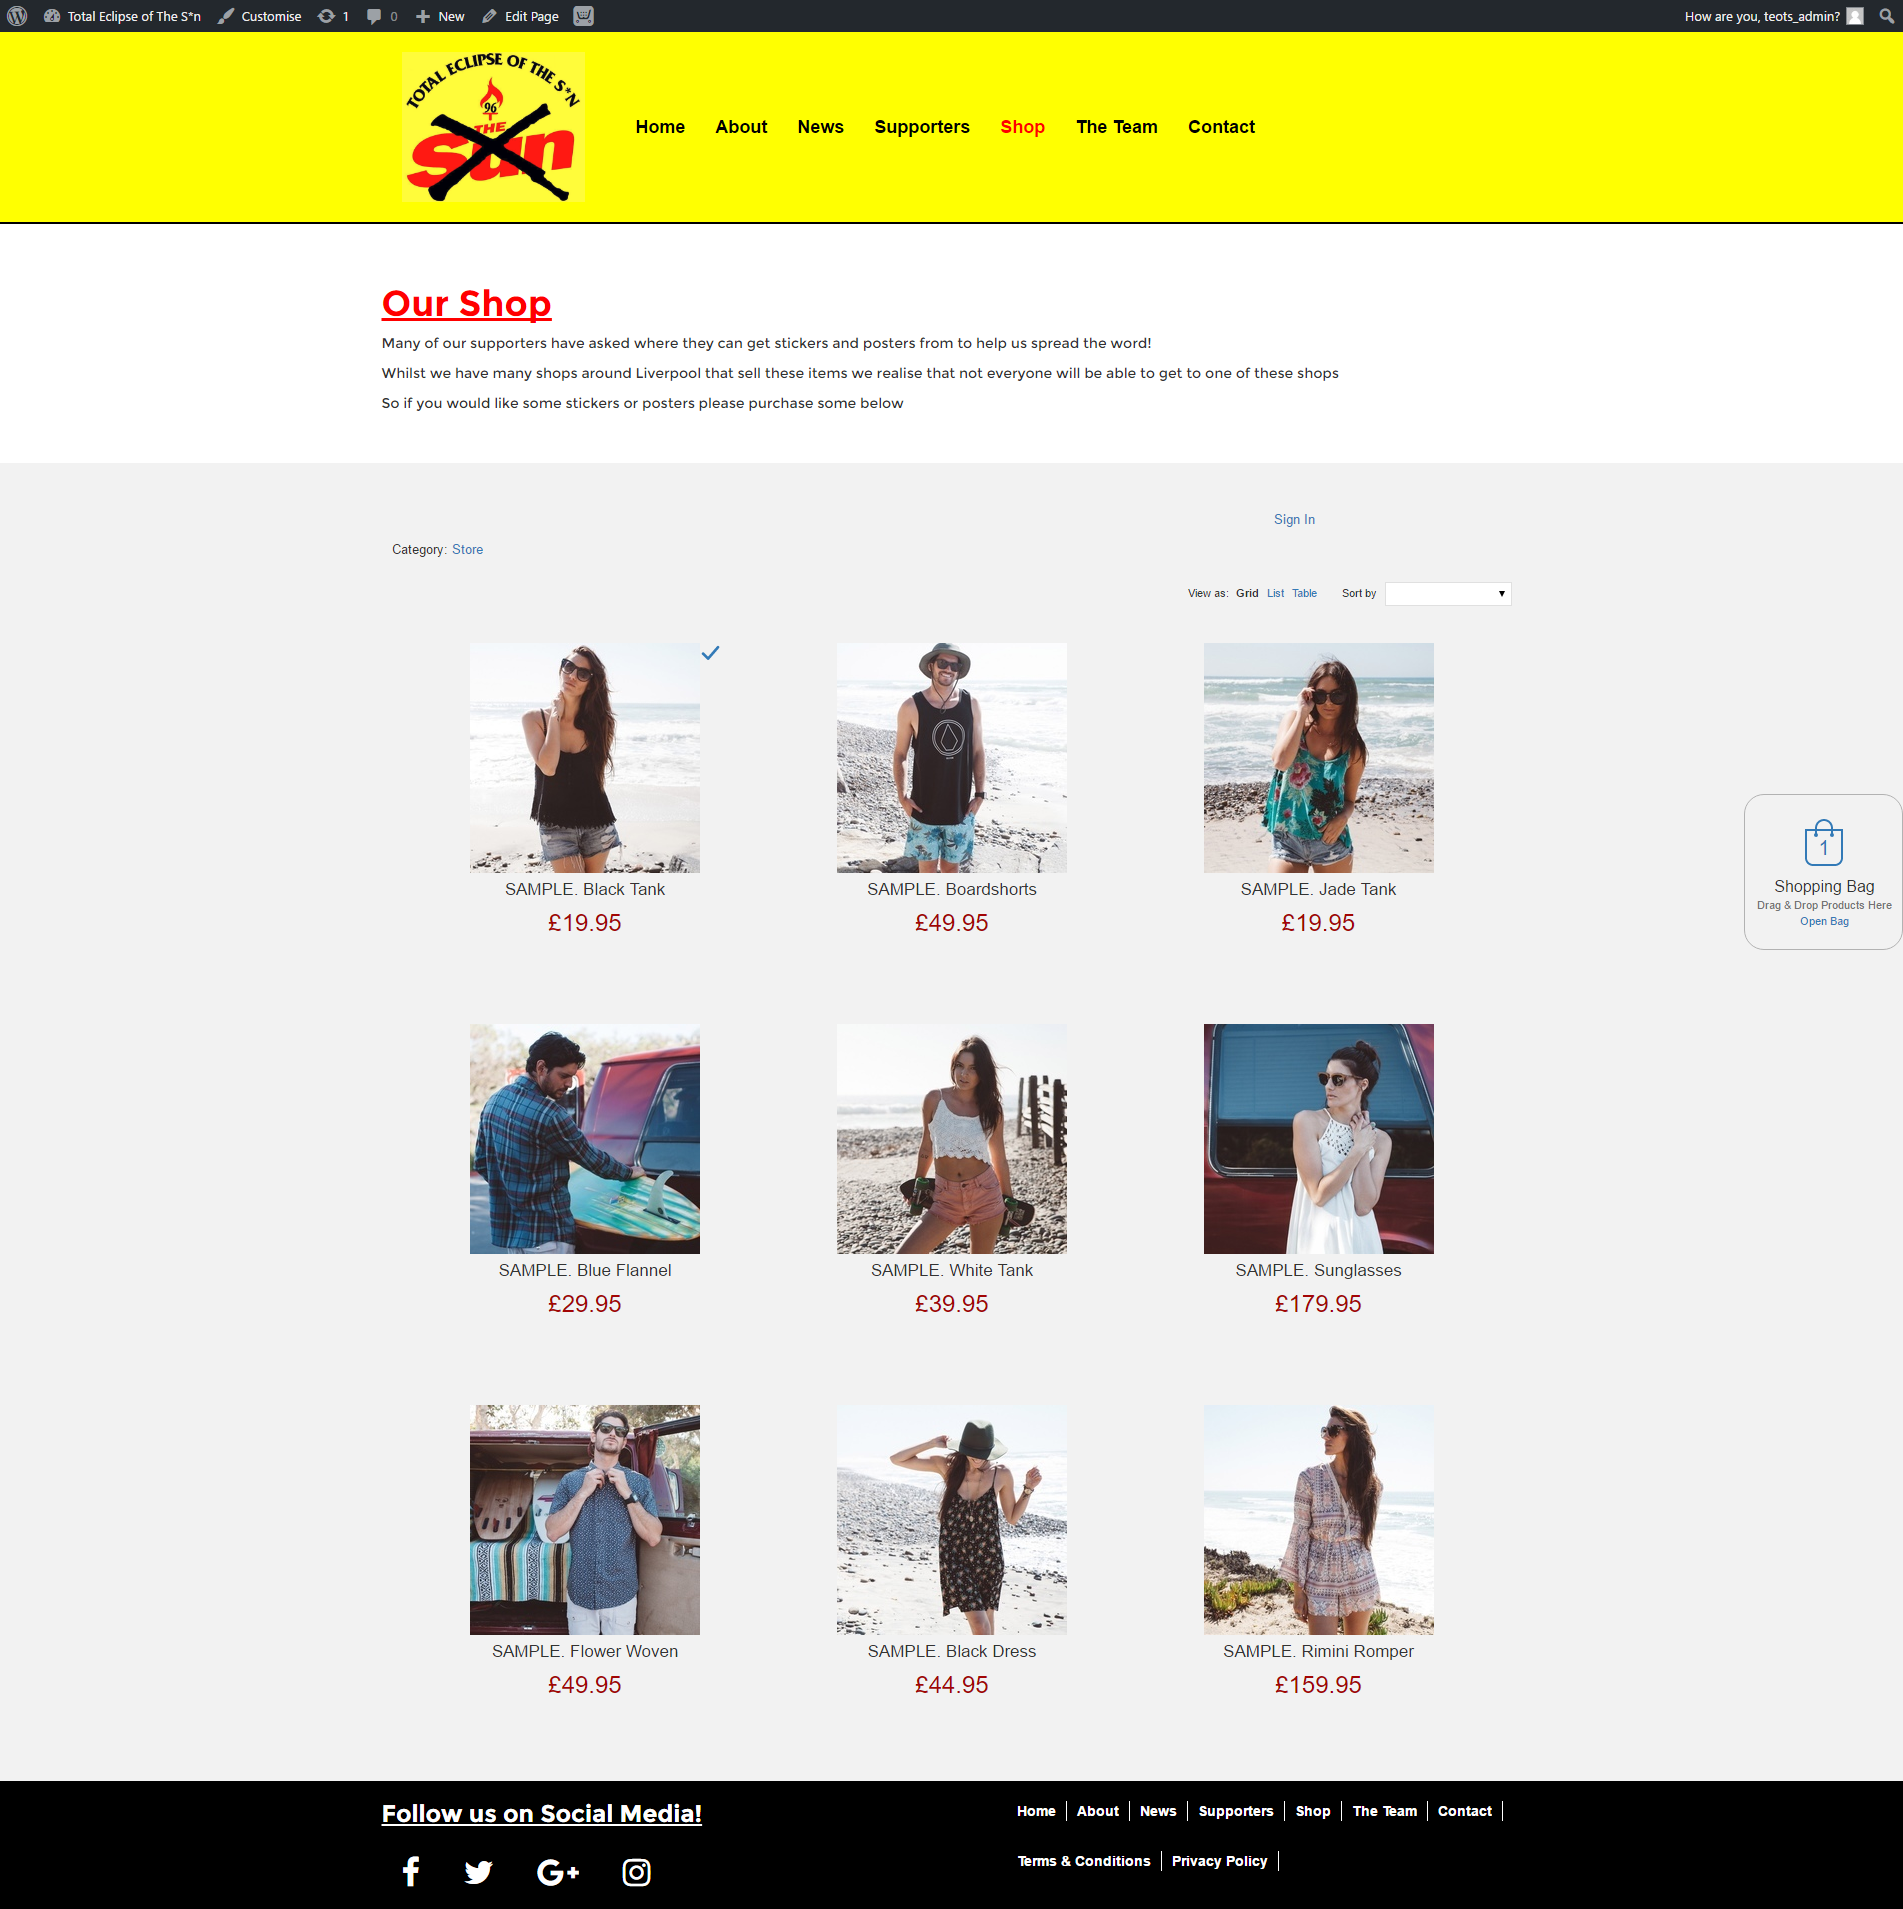 Total Eclipse of The S*n Customise 1 0 New Edit Page How are you, teots_admin?
TOTAL ECLIPSE OF THE S*N
96
THE
Sun
Home About News Supporters Shop The Team Contact
Our Shop
Many of our supporters have asked where they can get stickers and posters from to help us spread the word!
Whilst we have many shops around Liverpool that sell these items we realise that not everyone will be able to get to one of these shops
So if you would like some stickers or posters please purchase some below
Sign In
Category: Store
View as: Grid List Table Sort by
SAMPLE. Black Tank SAMPLE. Boardshorts SAMPLE. Jade Tank
£19.95 £49.95 £19.95
1
Shopping Bag
Drag & Drop Products Here
Open Bag
SAMPLE. Blue Flannel SAMPLE. White Tank SAMPLE. Sunglasses
£29.95 £39.95 £179.95
SAMPLE. Flower Woven SAMPLE. Black Dress SAMPLE. Rimini Romper
£49.95 £44.95 £159.95
Follow us on Social Media!
Home About News Supporters Shop The Team Contact
Terms & Conditions Privacy Policy